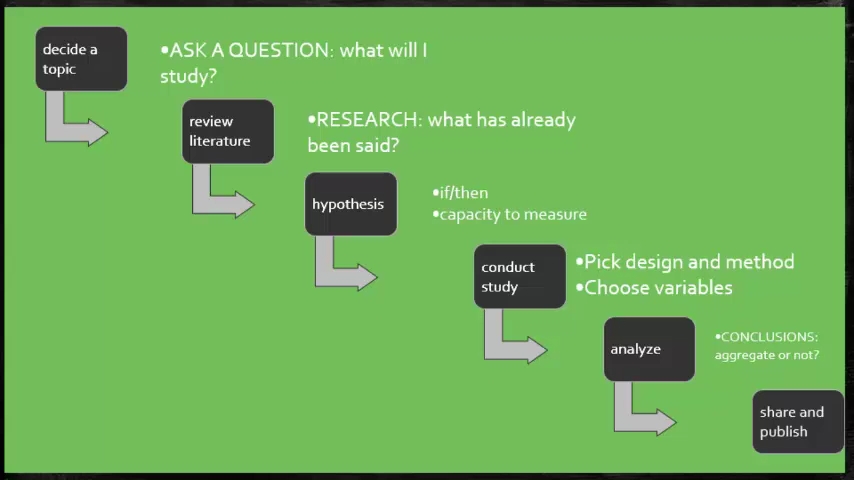 decide a
topic
•ASK A QUESTION: what will I
study?
review
literature
•RESEARCH: what has already
been said?
hypothesis
•if/then
•capacity to measure
conduct
study
•Pick design and method
•Choose variables
analyze
•CONCLUSIONS:
aggregate or not?
share and
publish